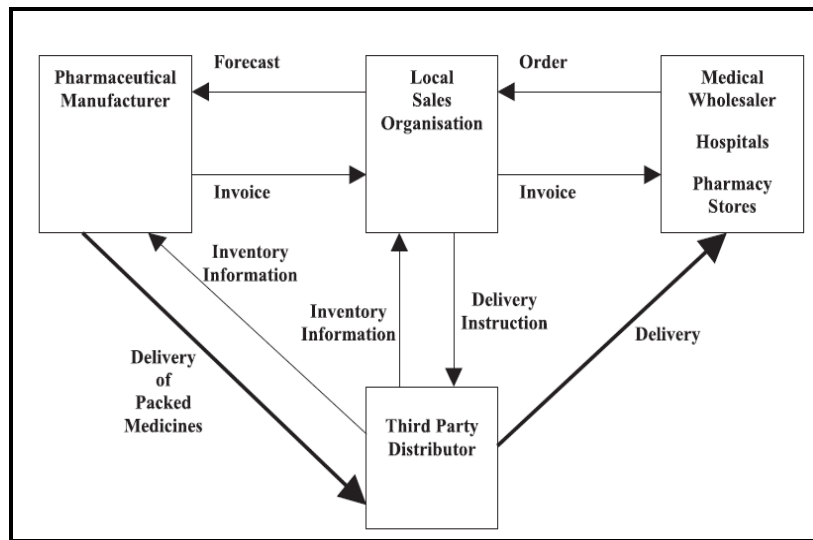 Forecast
Order
Pharmaceutical
Manufacturer
Local
Sales
Organisation
Medical
Wholesaler
Hospitals
Pharmacy
Stores
Invoice
Invoice
Inventory
Information
Inventory
Information
Delivery
Instruction
Delivery
Delivery
of
Packed
Medicines
Third Party
Distributor